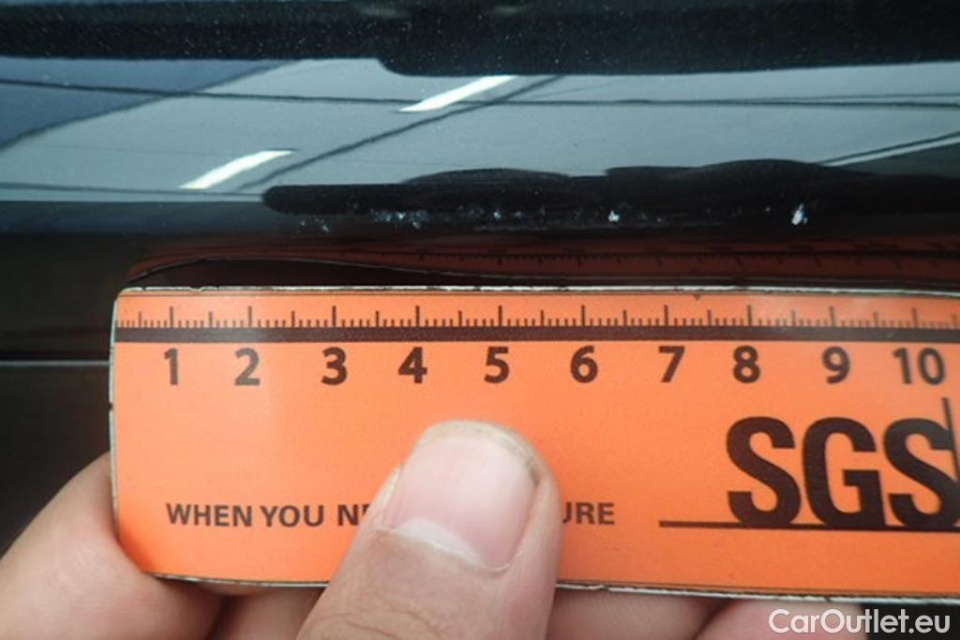 1 2 3 4 5 6 7 8 9 10
SGS
WHEN YOU URE
CarOutlet.eu